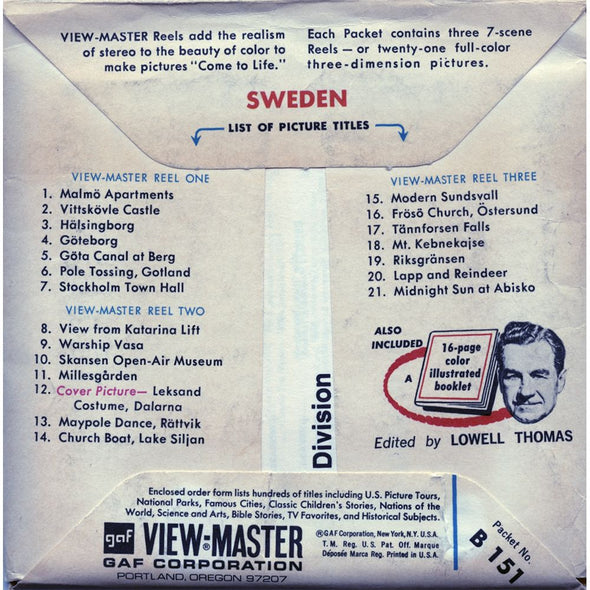 VIEW-MASTER Reels add the realism
of stereo to the beauty of color to
make pictures "Come to Life."
Each Packet contains three 7-scene
Reels — or twenty-one full-color
three-dimension pictures.
SWEDEN
LIST OF PICTURE TITLES
VIEW-MASTER REEL ONE
1. Malmö Apartments
2. Vittskövle Castle
3. Hälsingborg
4. Göteborg
5. Göta Canal at Berg
6. Pole Tossing, Gotland
7. Stockholm Town Hall
VIEW-MASTER REEL TWO
8. View from Katarina Lift
9. Warship Vasa
10. Skansen Open-Air Museum
11. Millesgården
12. Cover Picture— Leksand
Costume, Dalarna
13. Maypole Dance, Rättvik
14. Church Boat, Lake Siljan
VIEW-MASTER REEL THREE
15. Modern Sundsvall
16. Frösö Church, Östersund
17. Tännforsen Falls
18. Mt. Kebnekajse
19. Riksgränsen
20. Lapp and Reindeer
21. Midnight Sun at Abisko
ALSO
INCLUDED
A
16-page
color
illustrated
booklet
Edited by LOWELL THOMAS
Division
Enclosed order form lists hundreds of titles including U.S. Picture Tours,
National Parks, Famous Cities, Classic Children's Stories, Nations of the
World, Science and Arts, Bible Stories, TV Favorites, and Historical Subjects.
gaf VIEW-MASTER
GAF CORPORATION
PORTLAND, OREGON 97207
®GAF Corporation, New York, N.Y. U.S.A.
T.M. Reg. U.S. Pat. Off. Marque
Déposée Marca Reg. Printed in U.S.A.
Packet No.
B 151